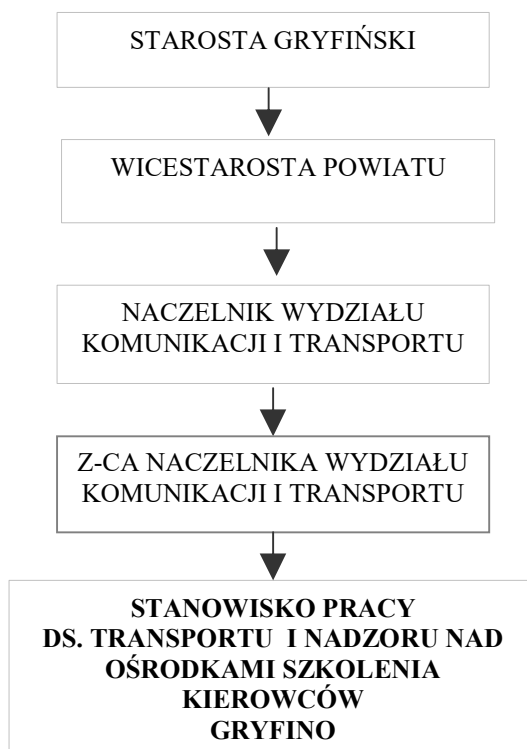 STAROSTA GRYFIŃSKI
WICESTAROSTA POWIATU
NACZELNIK WYDZIAŁU
KOMUNIKACJI I TRANSPORTU
Z-CA NACZELNIKA WYDZIAŁU
KOMUNIKACJI I TRANSPORTU
STANOWISKO PRACY
DS. TRANSPORTU I NADZORU NAD
OŚRODKAMI SZKOLENIA
KIEROWCÓW
GRYFINO